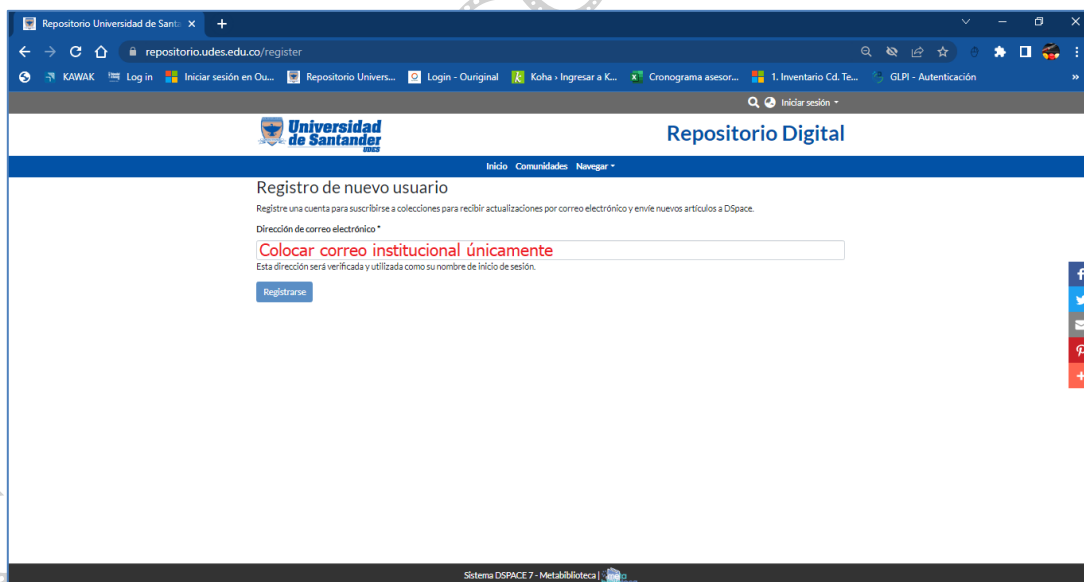 Repositorio Universidad de Santa
repositorio.udes.edu.co/register
KAWAK Log in Iniciar sesión en Ou... Repositorio Univers... Login - Ouriginal Koha › Ingresar a K... Cronograma asesor... 1. Inventario Cd. Te... GLPI - Autenticación »
Iniciar sesión
Universidad de Santander UDES
Repositorio Digital
Inicio Comunidades Navegar
Registro de nuevo usuario
Registre una cuenta para suscribirse a colecciones para recibir actualizaciones por correo electrónico y envíe nuevos artículos a DSpace.
Dirección de correo electrónico *
Colocar correo institucional únicamente
Esta dirección será verificada y utilizada como su nombre de inicio de sesión.
Registrarse
Sistema DSPACE 7 - Metabiblioteca |